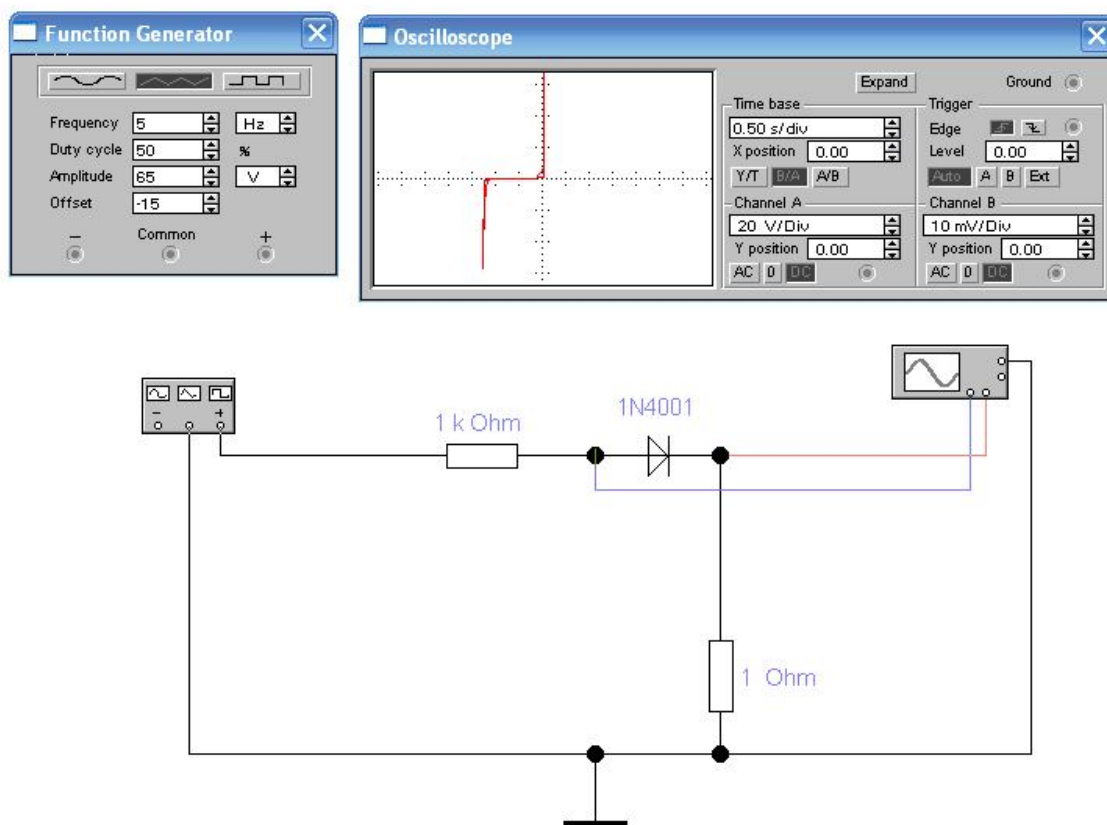 Function Generator
Frequency 5 Hz
Duty cycle 50 %
Amplitude 65 V
Offset -15
− Common +
Oscilloscope
Expand Ground
Time base
0.50 s/div
X position 0.00
Y/T B/A A/B
Trigger
Edge
Level 0.00
Auto A B Ext
Channel A
20 V/Div
Y position 0.00
AC 0 DC
Channel B
10 mV/Div
Y position 0.00
AC 0 DC
− +
1 k Ohm
1N4001
1 Ohm